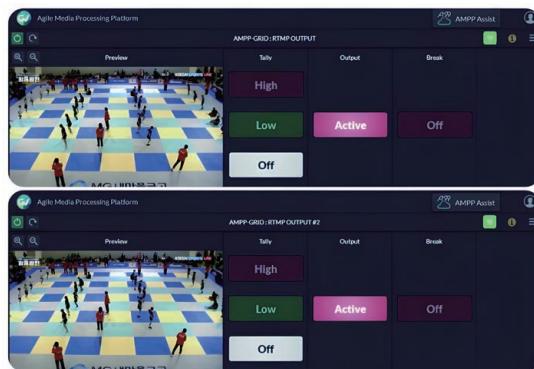 Agile Media Processing Platform
AMPP Assist
AMPP-GRID : RTMP OUTPUT
Preview
Tally
Output
Break
High
Low
Active
Off
Off
Agile Media Processing Platform
AMPP Assist
AMPP-GRID : RTMP OUTPUT #2
Preview
Tally
Output
Break
High
Low
Active
Off
Off